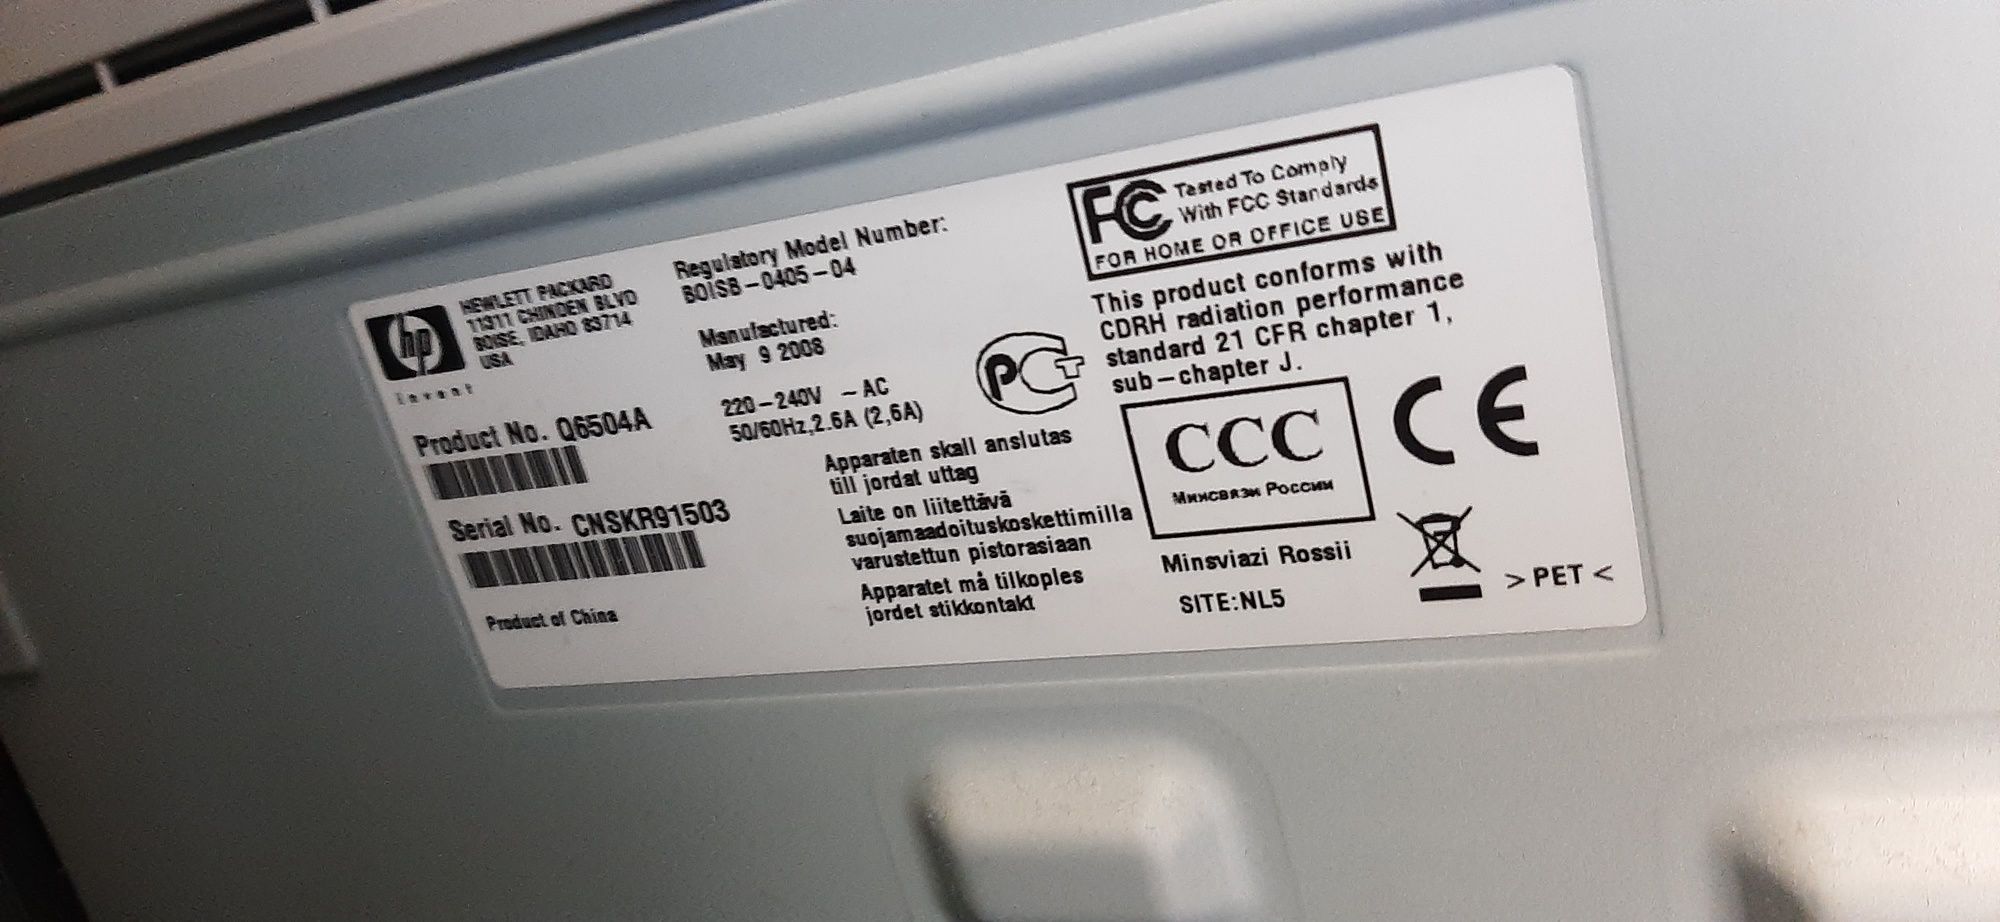 hp
invent
HEWLETT PACKARD
11311 CHINDEN BLVD
BOISE, IDAHO 83714
USA
Product No. Q6504A
Serial No. CNSKR91503
Product of China
Regulatory Model Number:
BOISB-0405-04
Manufactured:
May 9 2008
220-240V ~ AC
50/60Hz,2.6A (2,6A)
Apparaten skall anslutas
till jordat uttag
Laite on liitettävä
suojamaadoituskoskettimilla
varustettun pistorasiaan
Apparatet må tilkoples
jordet stikkontakt
PCT
FC Tested To Comply
With FCC Standards
FOR HOME OR OFFICE USE
This product conforms with
CDRH radiation performance
standard 21 CFR chapter 1,
sub-chapter J.
CCC
Минсвязи России
Minsviazi Rossii
SITE:NL5
CE
>PET<